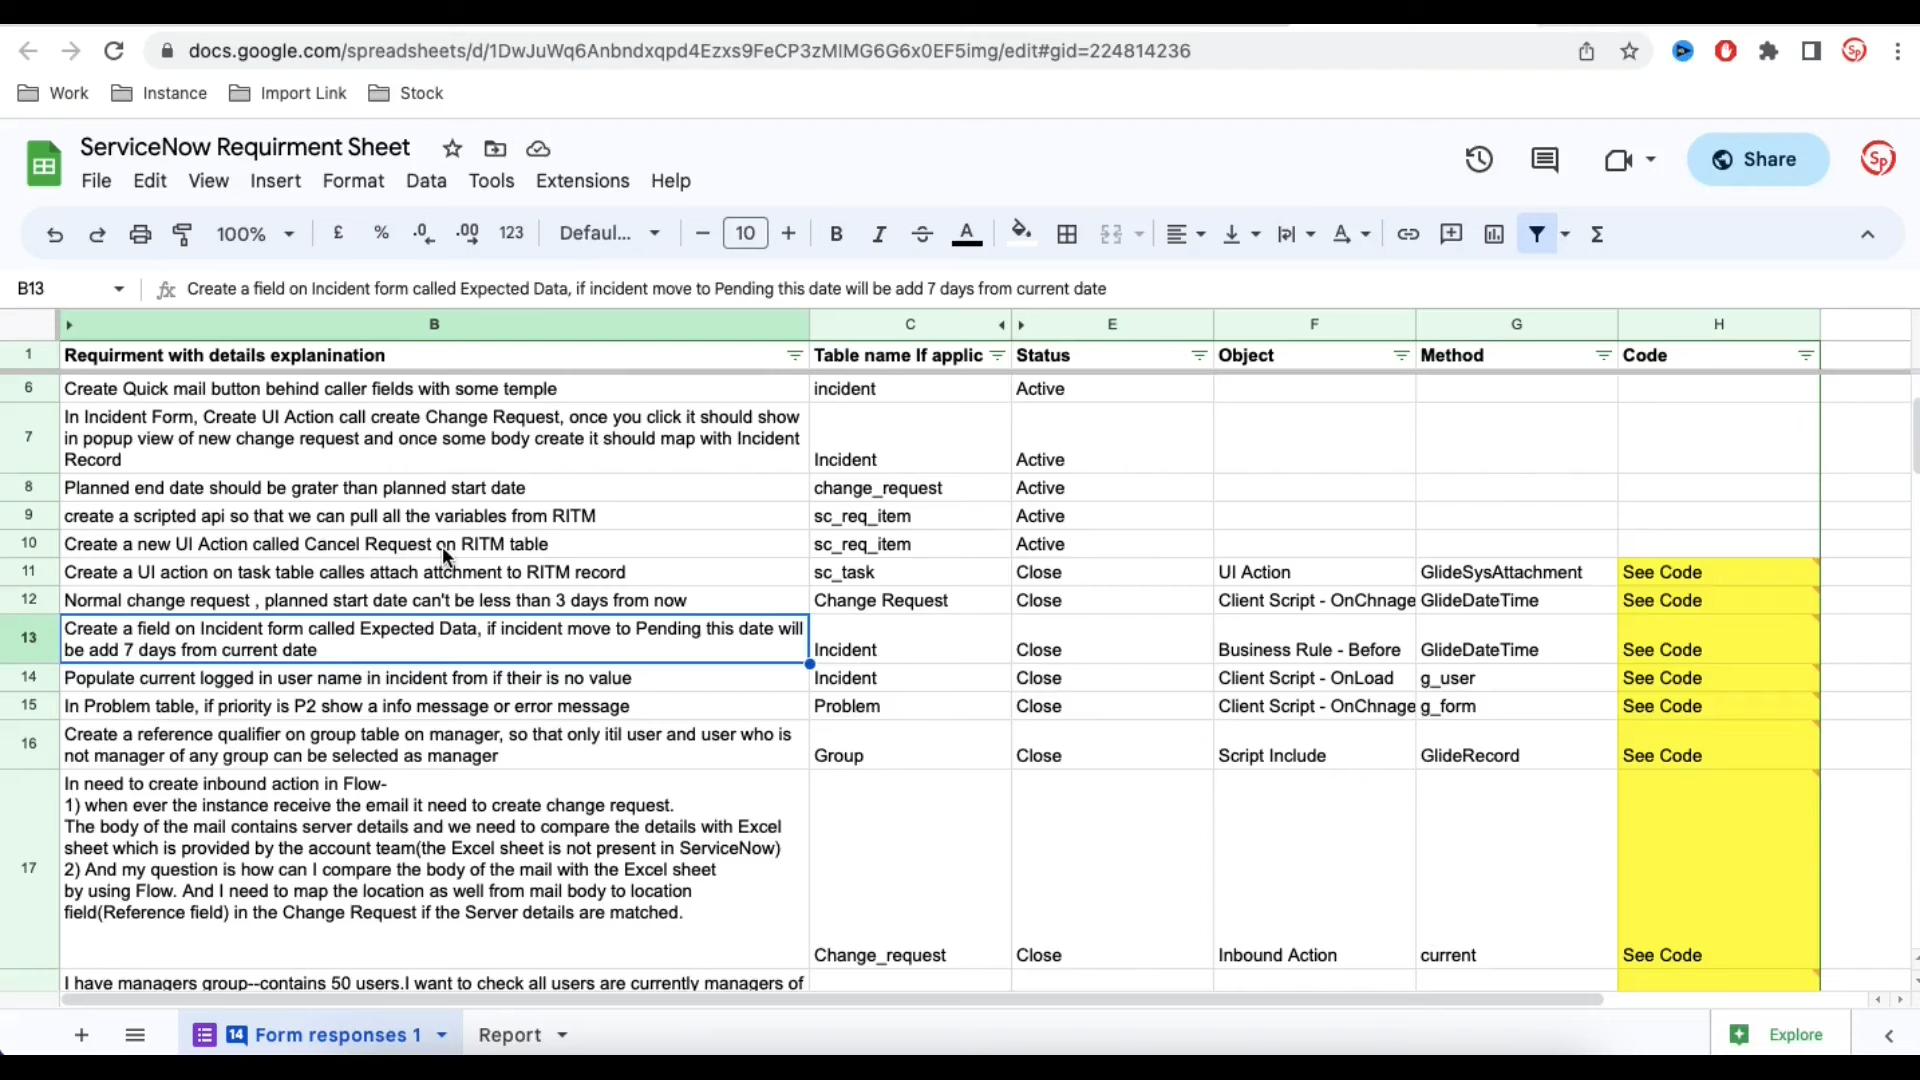 docs.google.com/spreadsheets/d/1DwJuWq6Anbndxqpd4Ezxs9FeCP3zMIMG6G6x0EF5img/edit#gid=224814236
Work Instance Import Link Stock
ServiceNow Requirment Sheet
File Edit View Insert Format Data Tools Extensions Help
Share
Sp
100% £ % .0 .00 123 Defaul... 10 B I A
B13 fx Create a field on Incident form called Expected Data, if incident move to Pending this date will be add 7 days from current date
B C E F G H
1 Requirment with details explanination Table name If applic Status Object Method Code
6 Create Quick mail button behind caller fields with some temple incident Active
7 In Incident Form, Create UI Action call create Change Request, once you click it should show
in popup view of new change request and once some body create it should map with Incident
Record Incident Active
8 Planned end date should be grater than planned start date change_request Active
9 create a scripted api so that we can pull all the variables from RITM sc_req_item Active
10 Create a new UI Action called Cancel Request on RITM table sc_req_item Active
11 Create a UI action on task table calles attach attchment to RITM record sc_task Close UI Action GlideSysAttachment See Code
12 Normal change request , planned start date can't be less than 3 days from now Change Request Close Client Script - OnChnage GlideDateTime See Code
13 Create a field on Incident form called Expected Data, if incident move to Pending this date will
be add 7 days from current date Incident Close Business Rule - Before GlideDateTime See Code
14 Populate current logged in user name in incident from if their is no value Incident Close Client Script - OnLoad g_user See Code
15 In Problem table, if priority is P2 show a info message or error message Problem Close Client Script - OnChnage g_form See Code
16 Create a reference qualifier on group table on manager, so that only itil user and user who is
not manager of any group can be selected as manager Group Close Script Include GlideRecord See Code
17 In need to create inbound action in Flow-
1) when ever the instance receive the email it need to create change request.
The body of the mail contains server details and we need to compare the details with Excel
sheet which is provided by the account team(the Excel sheet is not present in ServiceNow)
2) And my question is how can I compare the body of the mail with the Excel sheet
by using Flow. And I need to map the location as well from mail body to location
field(Reference field) in the Change Request if the Server details are matched.
Change_request Close Inbound Action current See Code
I have managers group--contains 50 users.I want to check all users are currently managers of
14 Form responses 1 Report Explore